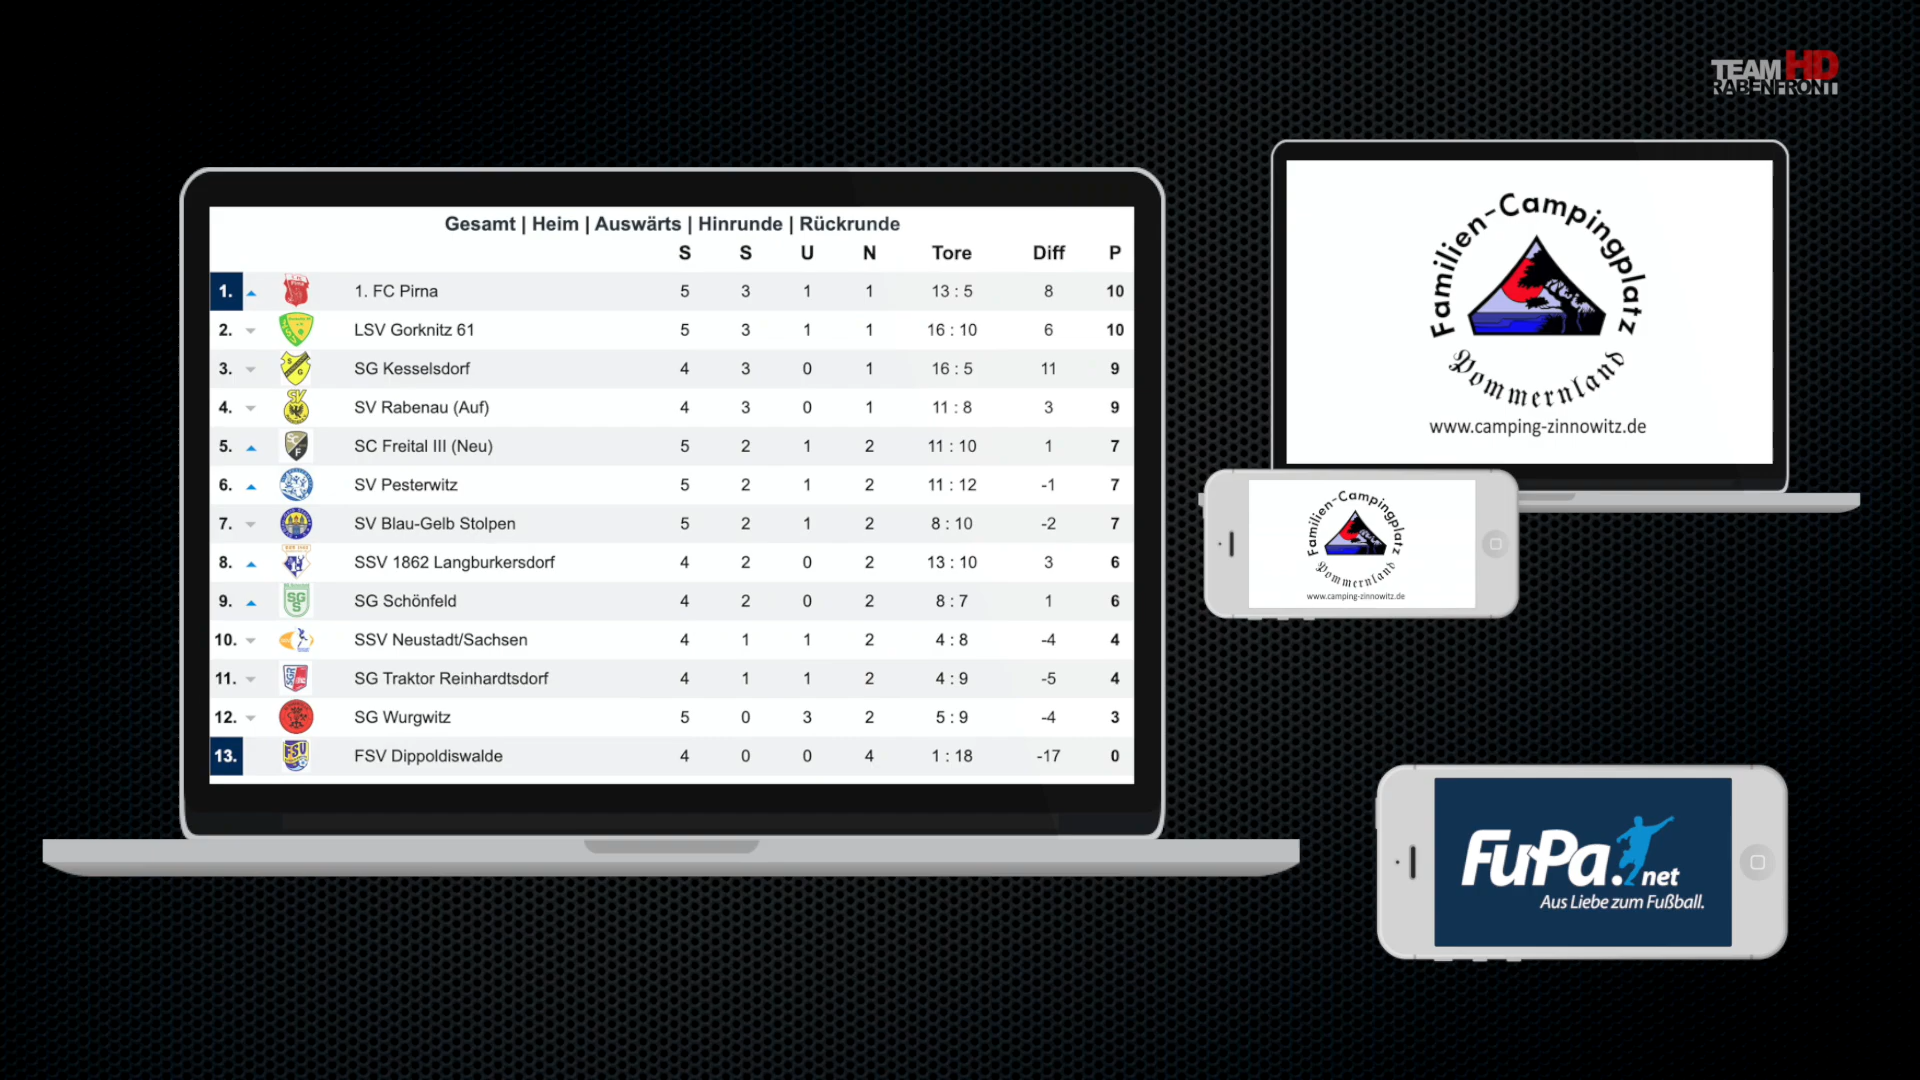 TEAM HD
RABENFRONT
Gesamt | Heim | Auswärts | Hinrunde | Rückrunde
S S U N Tore Diff P
1. 1. FC Pirna 5 3 1 1 13 : 5 8 10
2. LSV Gorknitz 61 5 3 1 1 16 : 10 6 10
3. SG Kesselsdorf 4 3 0 1 16 : 5 11 9
4. SV Rabenau (Auf) 4 3 0 1 11 : 8 3 9
5. SC Freital III (Neu) 5 2 1 2 11 : 10 1 7
6. SV Pesterwitz 5 2 1 2 11 : 12 -1 7
7. SV Blau-Gelb Stolpen 5 2 1 2 8 : 10 -2 7
8. SSV 1862 Langburkersdorf 4 2 0 2 13 : 10 3 6
9. SG Schönfeld 4 2 0 2 8 : 7 1 6
10. SSV Neustadt/Sachsen 4 1 1 2 4 : 8 -4 4
11. SG Traktor Reinhardtsdorf 4 1 1 2 4 : 9 -5 4
12. SG Wurgwitz 5 0 3 2 5 : 9 -4 3
13. FSV Dippoldiswalde 4 0 0 4 1 : 18 -17 0
Familien-Campingplatz
Pommernland
www.camping-zinnowitz.de
Familien-Campingplatz
Pommernland
www.camping-zinnowitz.de
FuPa.net
Aus Liebe zum Fußball.